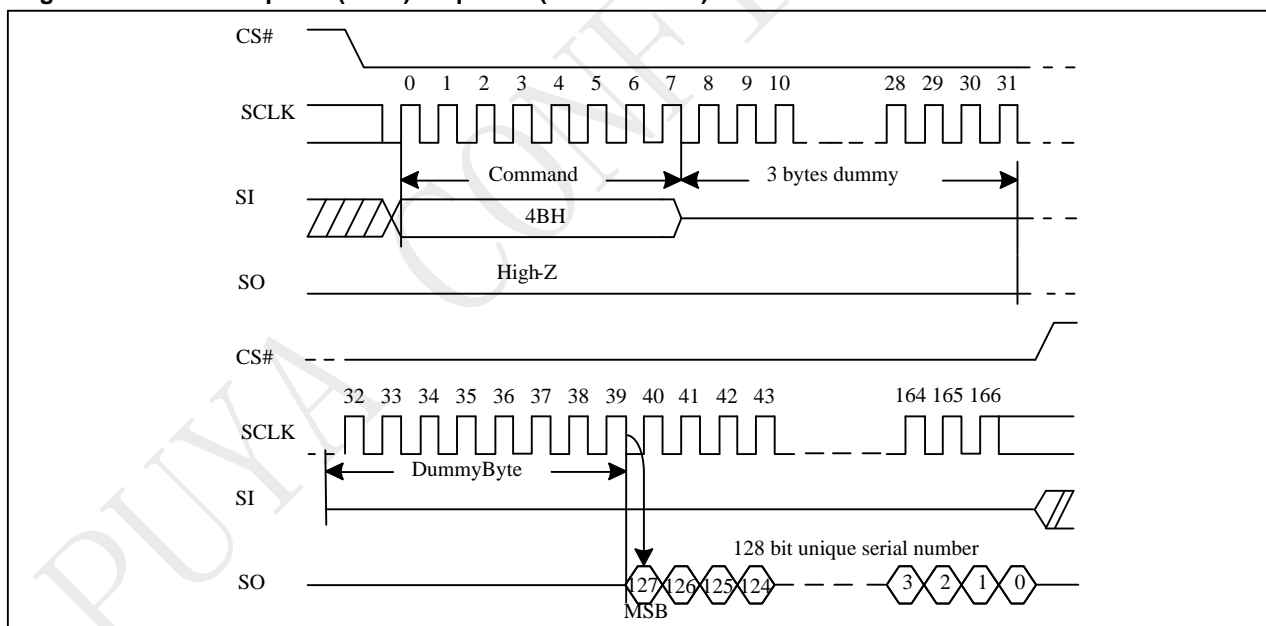 CS#
0 1 2 3 4 5 6 7 8 9 10 28 29 30 31
SCLK
Command 3 bytes dummy
SI
4BH
High-Z
SO
CS#
32 33 34 35 36 37 38 39 40 41 42 43 164 165 166
SCLK
DummyByte
SI
128 bit unique serial number
SO 127 126 125 124 3 2 1 0
MSB
PUYA CONF